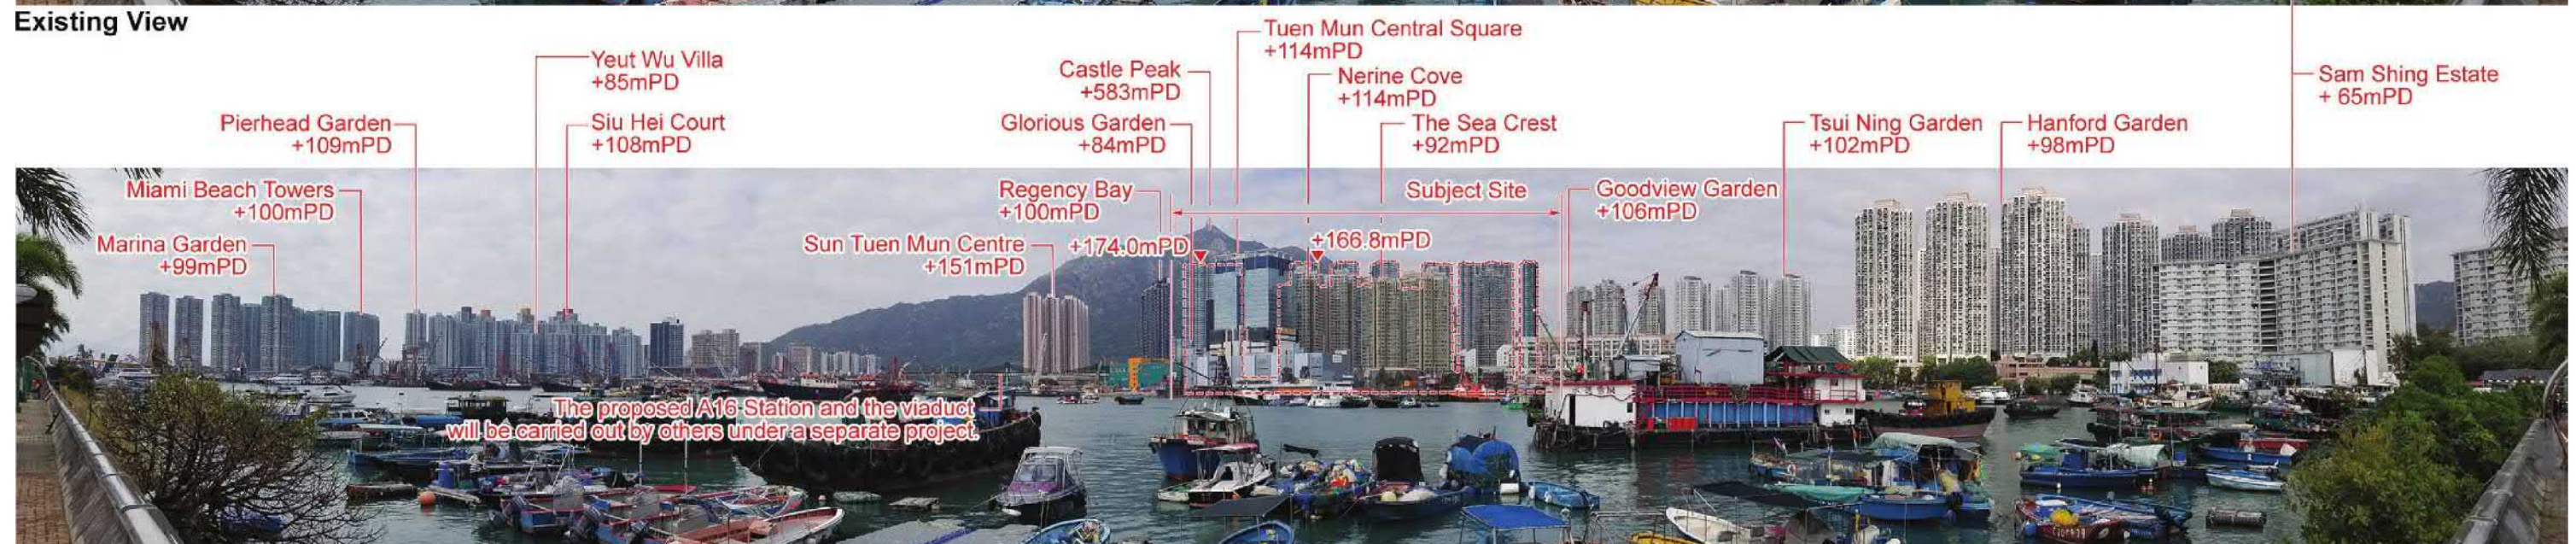 Existing View
Tuen Mun Central Square
+114mPD
Yeut Wu Villa
+85mPD
Castle Peak
+583mPD
Nerine Cove
+114mPD
Sam Shing Estate
+ 65mPD
Pierhead Garden
+109mPD
Siu Hei Court
+108mPD
Glorious Garden
+84mPD
The Sea Crest
+92mPD
Tsui Ning Garden
+102mPD
Hanford Garden
+98mPD
Miami Beach Towers
+100mPD
Regency Bay
+100mPD
Subject Site
Goodview Garden
+106mPD
Marina Garden
+99mPD
Sun Tuen Mun Centre
+151mPD
+174.0mPD
+166.8mPD
The proposed A16 Station and the viaduct
will be carried out by others under a separate project.